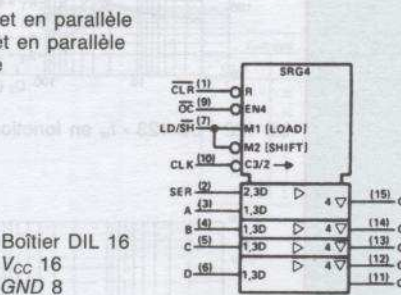 et en parallèle
et en parallèle
SRG4
CLR (1) R
OC (9) EN4
LD/SH (7) M1 [LOAD]
M2 [SHIFT]
CLK (10) C3/2
SER (2) 2,3D 4 (15)
A (3) 1,3D
B (4) 1,3D 4 (14)
C (5) 1,3D 4 (13)
D (6) 1,3D 4 (12)
(11)
Boîtier DIL 16
VCC 16
GND 8